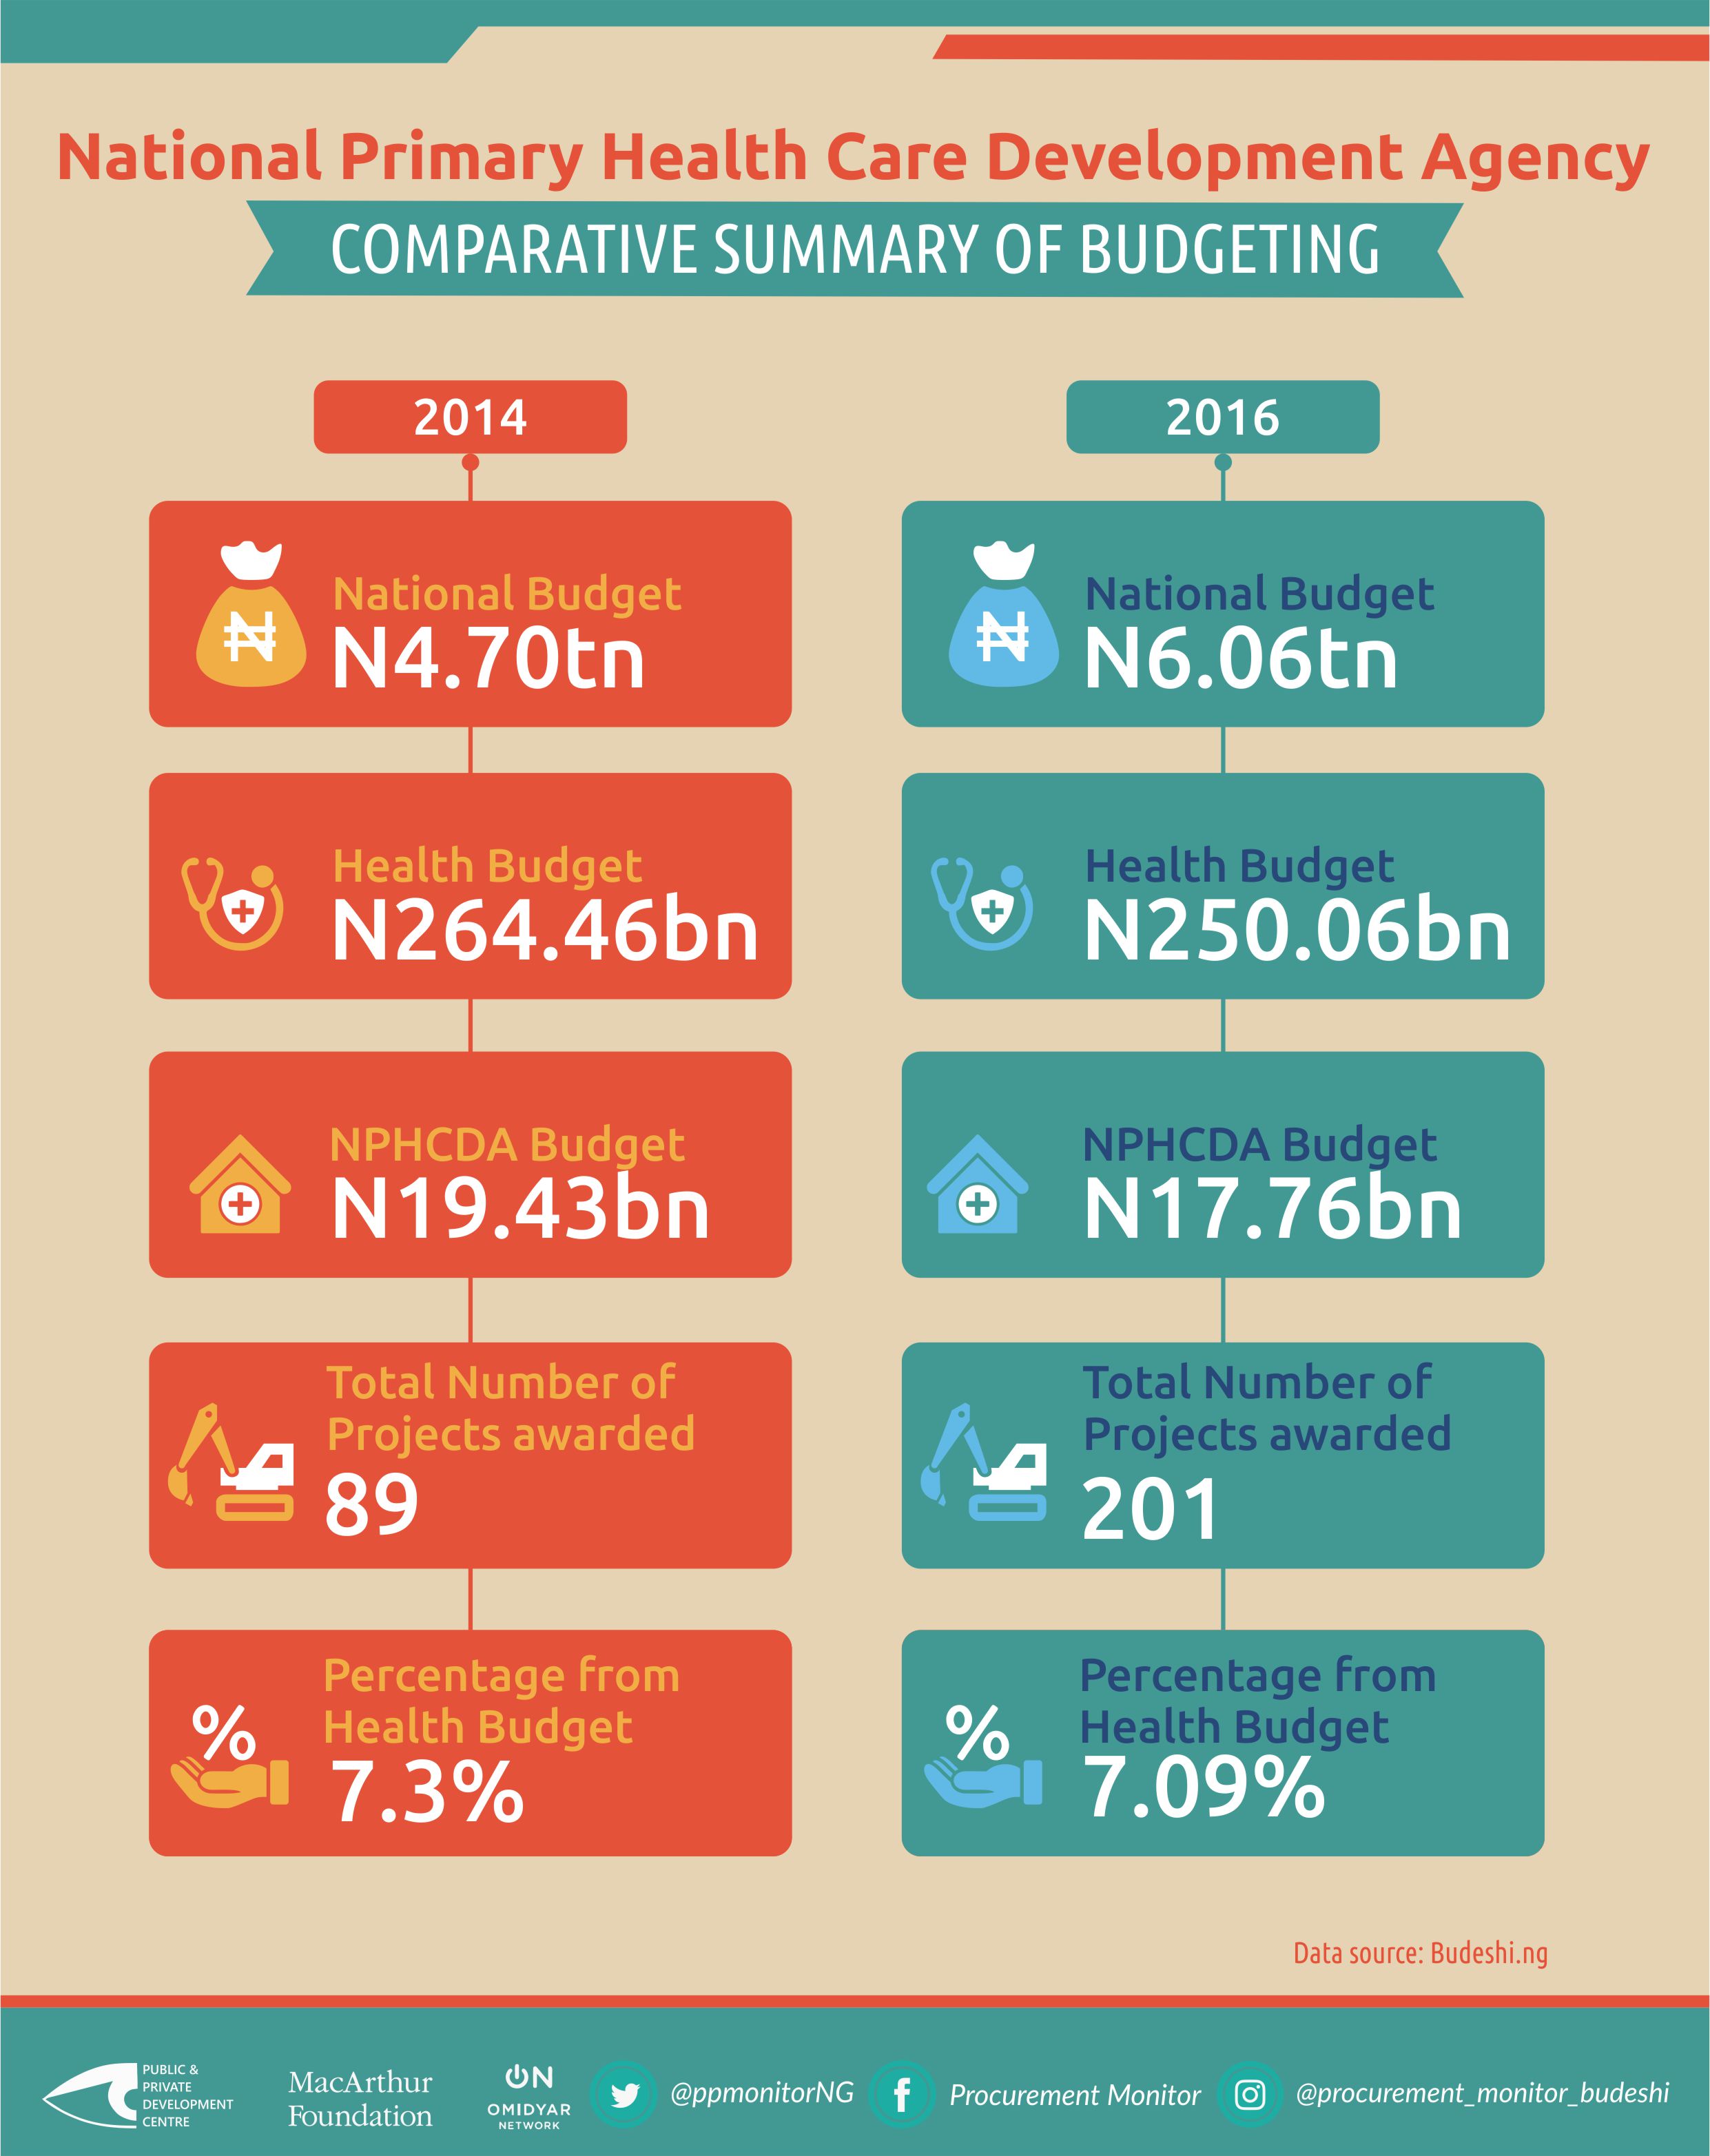 National Primary Health Care Development Agency
COMPARATIVE SUMMARY OF BUDGETING
2014
National Budget
₦
N4.70tn
Health Budget
N264.46bn
NPHCDA Budget
N19.43bn
Total Number of
Projects awarded
89
Percentage from
Health Budget
%
7.3%
2016
National Budget
₦
N6.06tn
Health Budget
N250.06bn
NPHCDA Budget
N17.76bn
Total Number of
Projects awarded
201
Percentage from
Health Budget
%
7.09%
Data source: Budeshi.ng
PUBLIC &
PRIVATE
DEVELOPMENT
CENTRE
MacArthur
Foundation
ON
OMIDYAR
NETWORK
@ppmonitorNG
f
Procurement Monitor
@procurement_monitor_budeshi